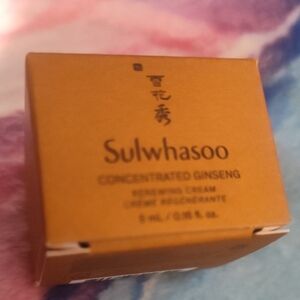 雪
花
秀
Sulwhasoo
CONCENTRATED GINSENG
RENEWING CREAM
CRÈME RÉGÉNÉRANTE
5 mL / 0.16 fl. oz.